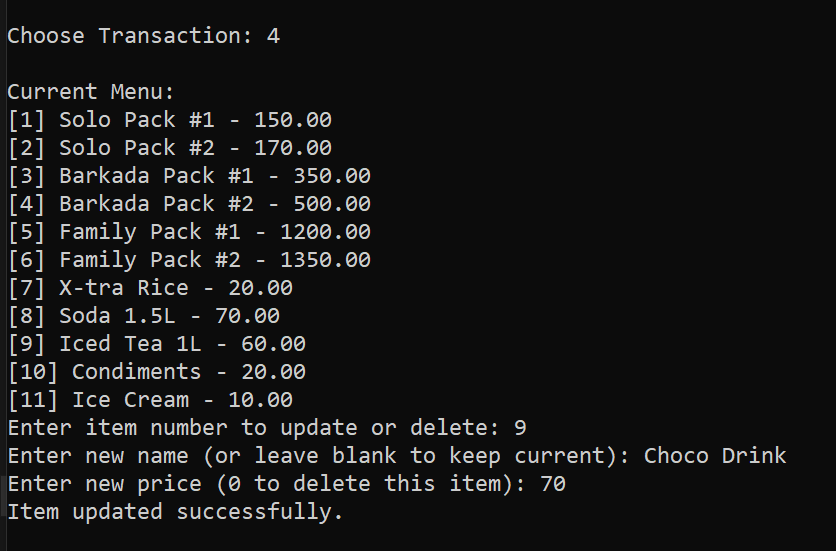 Choose Transaction: 4
Current Menu:
[1] Solo Pack #1 - 150.00
[2] Solo Pack #2 - 170.00
[3] Barkada Pack #1 - 350.00
[4] Barkada Pack #2 - 500.00
[5] Family Pack #1 - 1200.00
[6] Family Pack #2 - 1350.00
[7] X-tra Rice - 20.00
[8] Soda 1.5L - 70.00
[9] Iced Tea 1L - 60.00
[10] Condiments - 20.00
[11] Ice Cream - 10.00
Enter item number to update or delete: 9
Enter new name (or leave blank to keep current): Choco Drink
Enter new price (0 to delete this item): 70
Item updated successfully.